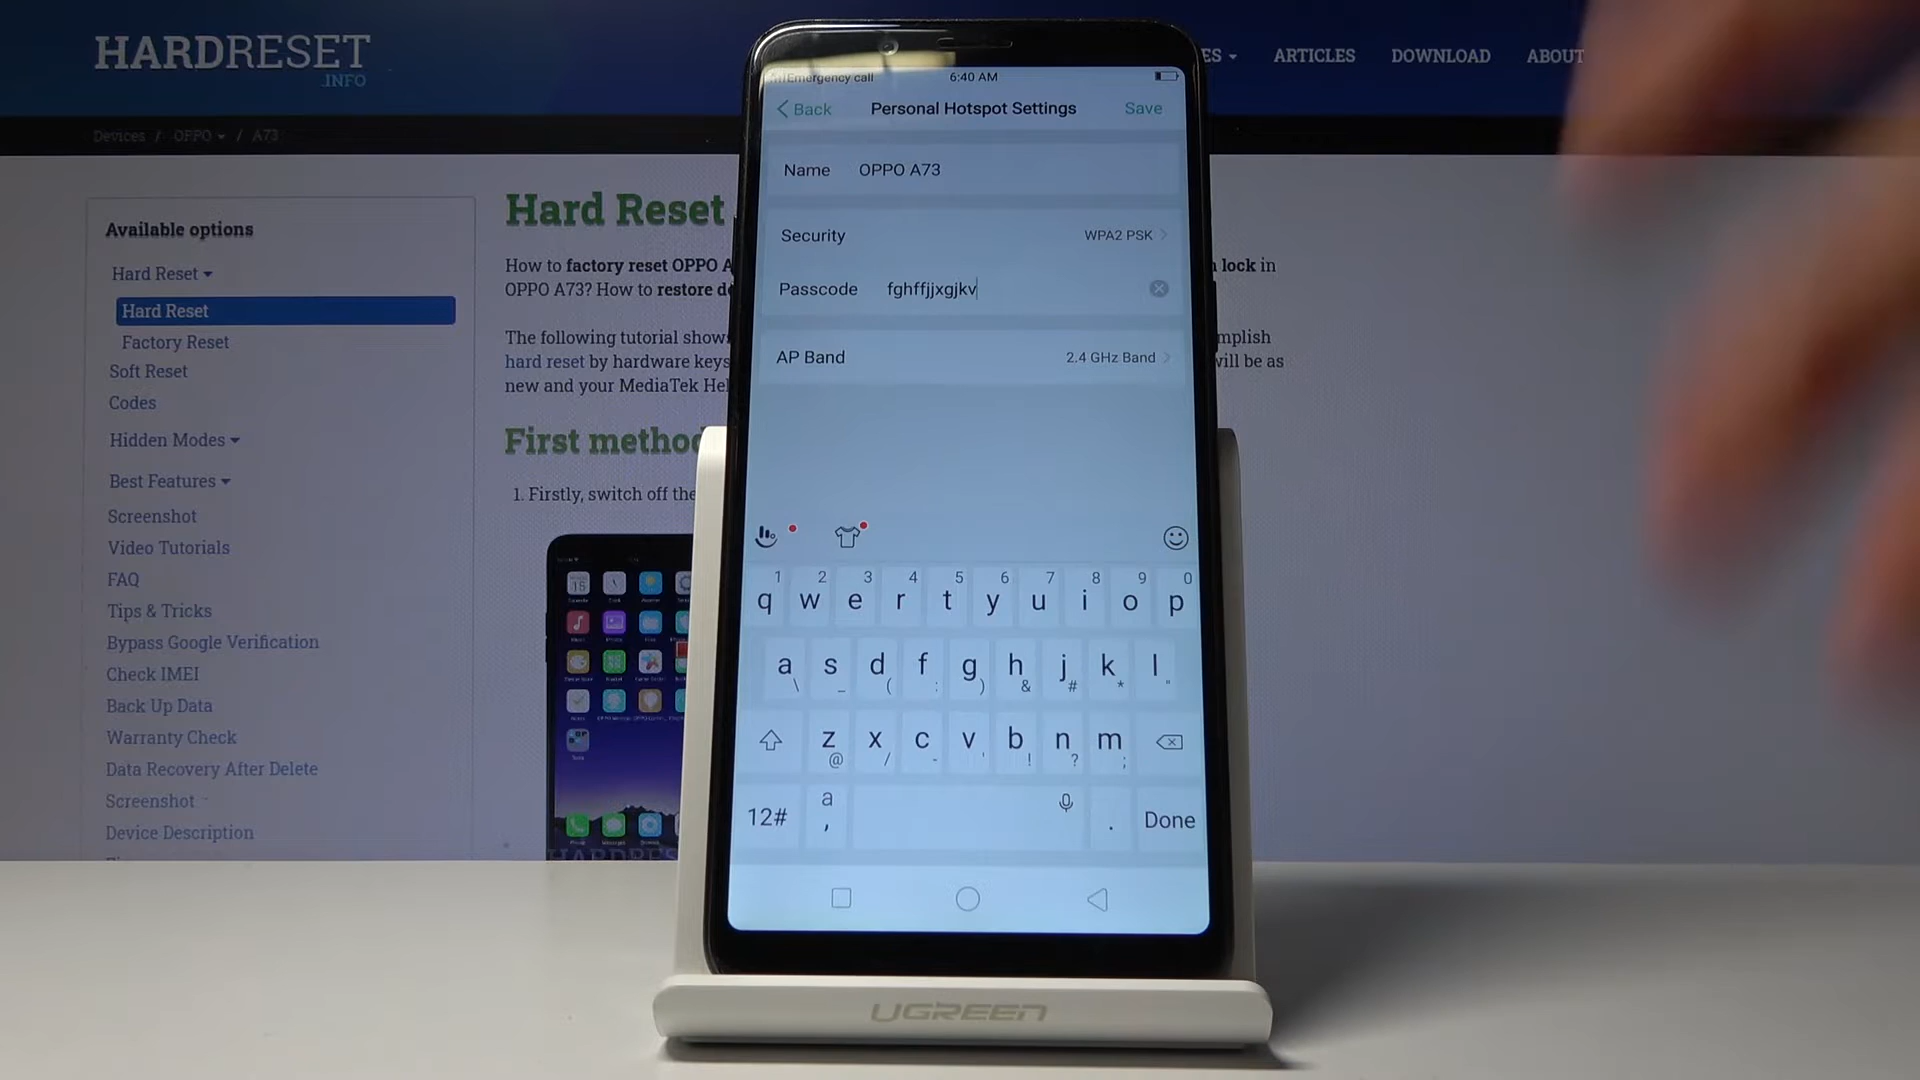 HARDRESET
.INFO
ES
ARTICLES
DOWNLOAD
ABOUT
Devices / OPPO / A73
Available options
Hard Reset
Hard Reset
Factory Reset
Soft Reset
Codes
Hidden Modes
Best Features
Screenshot
Video Tutorials
FAQ
Tips & Tricks
Bypass Google Verification
Check IMEI
Back Up Data
Warranty Check
Data Recovery After Delete
Screenshot
Device Description
Hard Reset
How to factory reset OPPO A
lock in
OPPO A73? How to restore de
The following tutorial show
mplish
hard reset by hardware keys
will be as
new and your MediaTek Hel
First method
1. Firstly, switch off the
Emergency call
6:40 AM
Back
Personal Hotspot Settings
Save
Name OPPO A73
Security WPA2 PSK
Passcode fghffjjxgjkv
AP Band 2.4 GHz Band
1 2 3 4 5 6 7 8 9 0
q w e r t y u i o p
a s d f g h j k l
\ _ ( : ) & # * "
z x c v b n m
@ / - ' ! ? ;
12# a , . Done
UGREEN